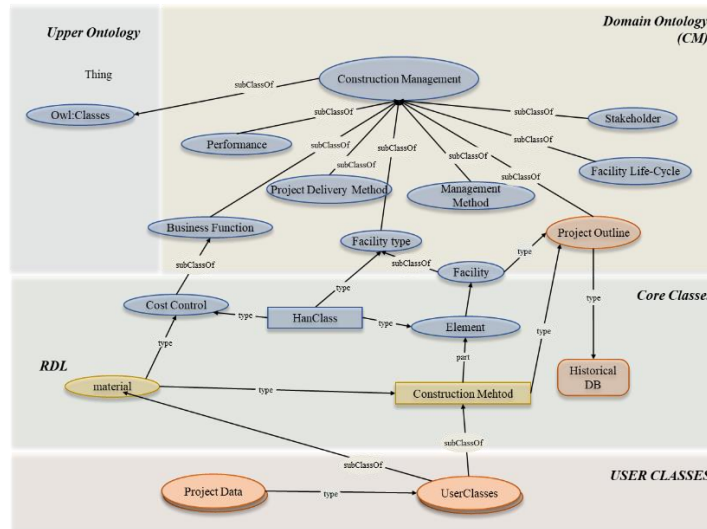 Upper Ontology
Domain Ontology
(CM)
Thing
Construction Management
subClassOf
Owl:Classes
subClassOf
subClassOf
Stakeholder
Performance
subClassOf
subClassOf
subClassOf
subClassOf
subClassOf
Facility Life-Cycle
Project Delivery Method
Management
Method
subClassOf
Business Function
Facility type
Project Outline
subClassOf
subClassOf
Facility
type
type
type
Cost Control
type
HanClass
type
Element
type
Core Classes
type
part
RDL
material
type
Construction Mehtod
Historical
DB
subClassOf
subClassOf
USER CLASSES
Project Data
type
UserClasses